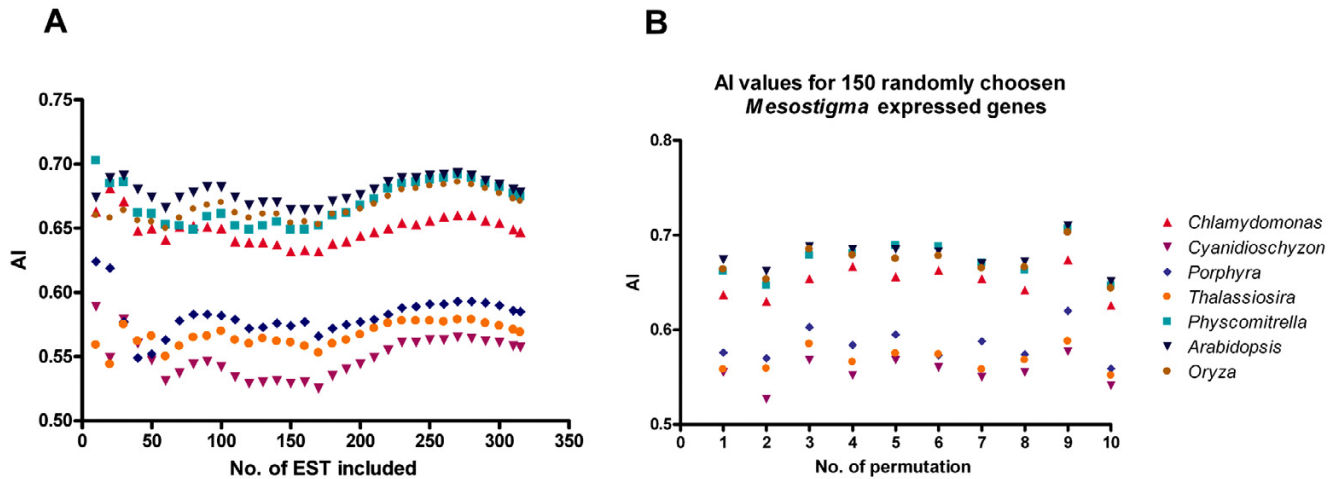 A
0.75
0.70
0.65
0.60
0.55
0.50
AI
0 50 100 150 200 250 300 350
No. of EST included
B
AI values for 150 randomly choosen
Mesostigma expressed genes
0.8
0.7
0.6
0.5
AI
0 1 2 3 4 5 6 7 8 9 10
No. of permutation
Chlamydomonas
Cyanidioschyzon
Porphyra
Thalassiosira
Physcomitrella
Arabidopsis
Oryza